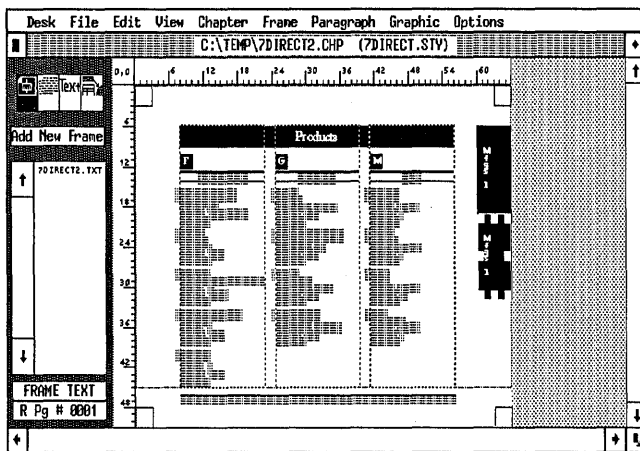 Desk File Edit View Chapter Frame Paragraph Graphic Options
C:\TEMP\7DIRECT2.CHP (7DIRECT.STY)
0,0 6 12 18 24 30 36 42 48 54 60
Text
Add New Frame
7DIRECT2.TXT
6
12
18
24
30
36
42
48
Products
F G M
FRAME TEXT
R Pg # 0001